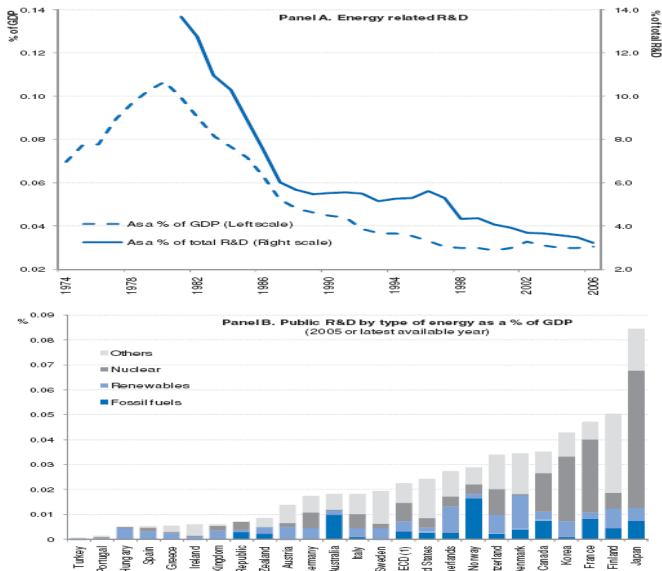 Panel A. Energy related R&D
% of GDP
% of total R&D
0.14
0.12
0.10
0.08
0.06
0.04
0.02
14.0
12.0
10.0
8.0
6.0
4.0
2.0
As a % of GDP (Left scale)
As a % of total R&D (Right scale)
1974
1978
1982
1986
1990
1994
1998
2002
2006
Panel B. Public R&D by type of energy as a % of GDP
(2005 or latest available year)
%
0.09
0.08
0.07
0.06
0.05
0.04
0.03
0.02
0.01
0
Others
Nuclear
Renewables
Fossil fuels
Turkey
Portugal
Hungary
Spain
Greece
Ireland
Kingdom
Republic
Zealand
Austria
Germany
Australia
Italy
Sweden
ECD (1)
d States
herlands
Norway
tzerland
Denmark
Canada
Korea
France
Finland
Japan